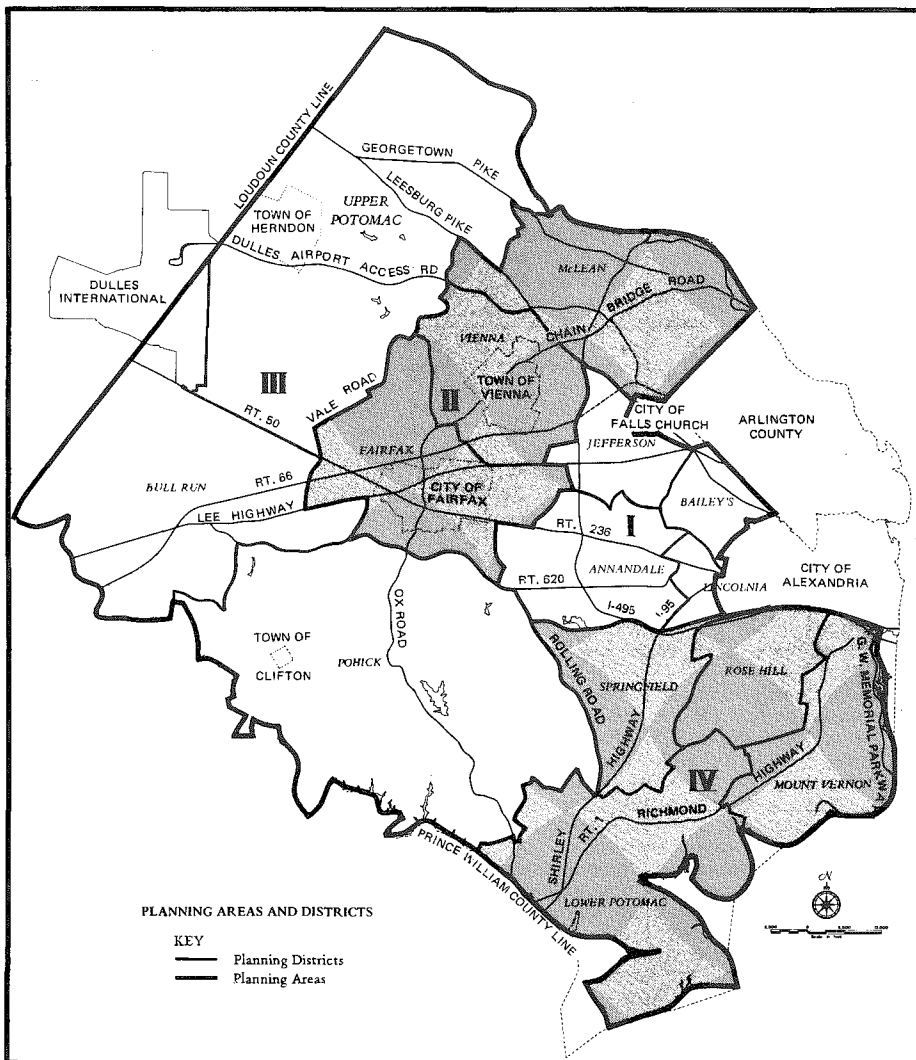 LOUDOUN COUNTY LINE
GEORGETOWN PIKE
LEESBURG PIKE
UPPER
POTOMAC
TOWN OF
HERNDON
DULLES AIRPORT ACCESS RD
DULLES
INTERNATIONAL
McLEAN
CHAIN BRIDGE ROAD
VIENNA
TOWN OF
VIENNA
III
VALE ROAD
II
RT. 50
CITY OF
FALLS CHURCH
ARLINGTON
COUNTY
JEFFERSON
FAIRFAX
RT. 66
BULL RUN
CITY OF
FAIRFAX
BAILEY'S
LEE HIGHWAY
I
RT. 236
ANNANDALE
CITY OF
ALEXANDRIA
RT. 620
LINCOLNIA
I-495
I-95
OX ROAD
TOWN OF
CLIFTON
POHICK
ROLLING ROAD
SPRINGFIELD
ROSE HILL
G.W. MEMORIAL PARKWA
HIGHWAY
IV
HIGHWAY
MOUNT VERNON
RICHMOND
RT. 1
SHIRLEY
PRINCE WILLIAM COUNTY LINE
LOWER POTOMAC
N
PLANNING AREAS AND DISTRICTS
KEY
Planning Districts
Planning Areas